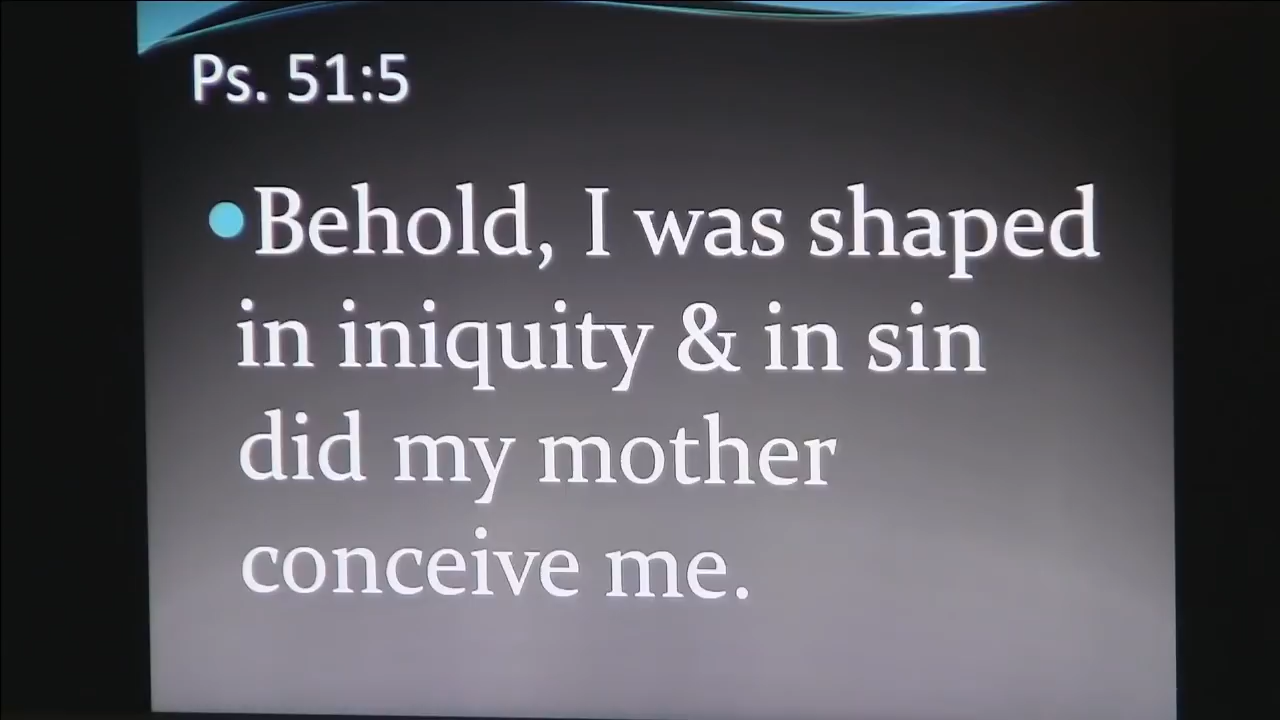 Ps. 51:5
Behold, I was shaped
in iniquity & in sin
did my mother
conceive me.